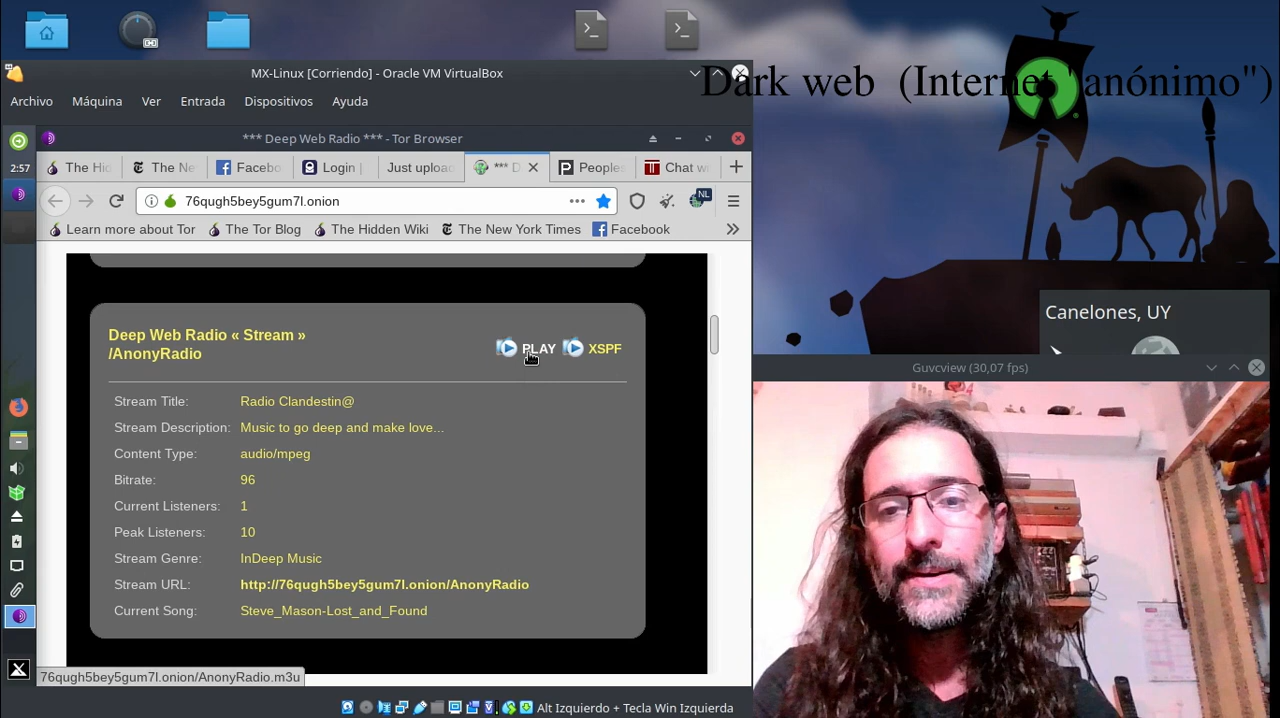 Dark web (Internet "anónimo")
MX-Linux [Corriendo] - Oracle VM VirtualBox
Archivo Máquina Ver Entrada Dispositivos Ayuda
*** Deep Web Radio *** - Tor Browser
2:57
The Hid The Ne Facebo Login | Just uploa *** D Peoples Chat w
76qugh5bey5gum7l.onion
NL
Learn more about Tor The Tor Blog The Hidden Wiki The New York Times Facebook
Deep Web Radio « Stream »
/AnonyRadio
PLAY XSPF
Stream Title: Radio Clandestin@
Stream Description: Music to go deep and make love...
Content Type: audio/mpeg
Bitrate: 96
Current Listeners: 1
Peak Listeners: 10
Stream Genre: InDeep Music
Stream URL: http://76qugh5bey5gum7l.onion/AnonyRadio
Current Song: Steve_Mason-Lost_and_Found
76qugh5bey5gum7l.onion/AnonyRadio.m3u
Alt Izquierdo + Tecla Win Izquierda
Canelones, UY
Guvcview (30,07 fps)